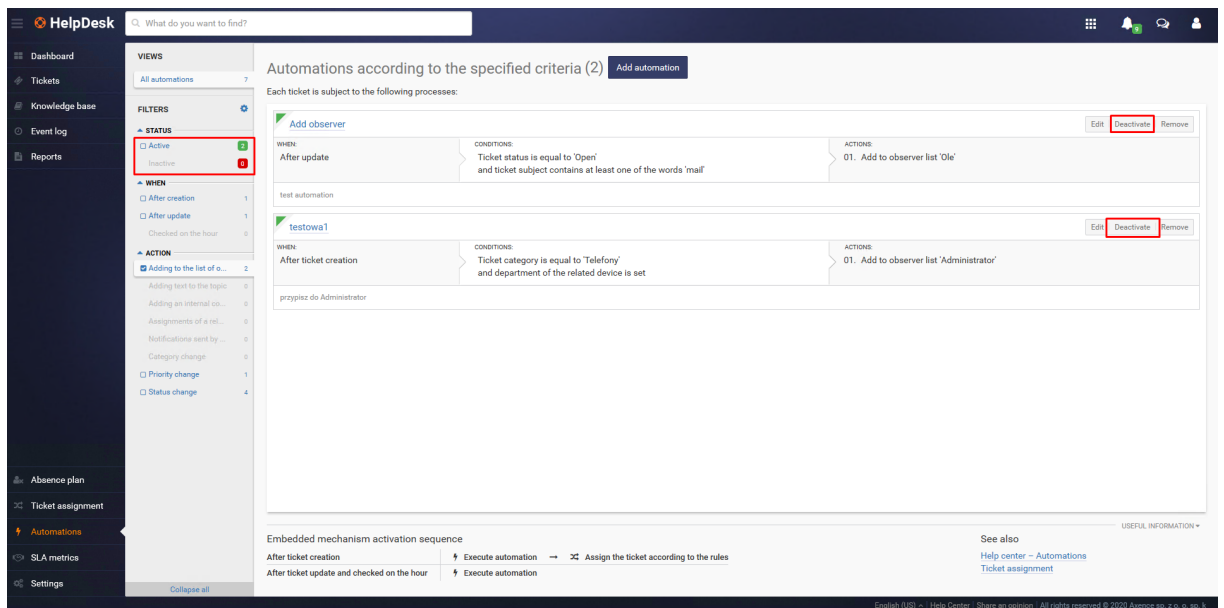 HelpDesk
What do you want to find?
9
Dashboard
Tickets
Knowledge base
Event log
Reports
Absence plan
Ticket assignment
Automations
SLA metrics
Settings
VIEWS
All automations 7
FILTERS
STATUS
Active 2
Inactive 0
WHEN
After creation 1
After update 1
Checked on the hour 0
ACTION
Adding to the list of o... 2
Adding text to the topic 0
Adding an internal co... 0
Assignments of a rel... 0
Notifications sent by ... 0
Category change 0
Priority change 1
Status change 4
Collapse all
Automations according to the specified criteria (2) Add automation
Each ticket is subject to the following processes:
Add observer Edit Deactivate Remove
WHEN: CONDITIONS: ACTIONS:
After update Ticket status is equal to 'Open' 01. Add to observer list 'Ole'
and ticket subject contains at least one of the words 'mail'
test automation
testowa1 Edit Deactivate Remove
WHEN: CONDITIONS: ACTIONS:
After ticket creation Ticket category is equal to 'Telefony' 01. Add to observer list 'Administrator'
and department of the related device is set
przypisz do Administrator
USEFUL INFORMATION
Embedded mechanism activation sequence See also
After ticket creation Execute automation → Assign the ticket according to the rules Help center – Automations
After ticket update and checked on the hour Execute automation Ticket assignment
English (US) Help Center Share an opinion All rights reserved © 2020 Axence sp. z o. o. sp. k